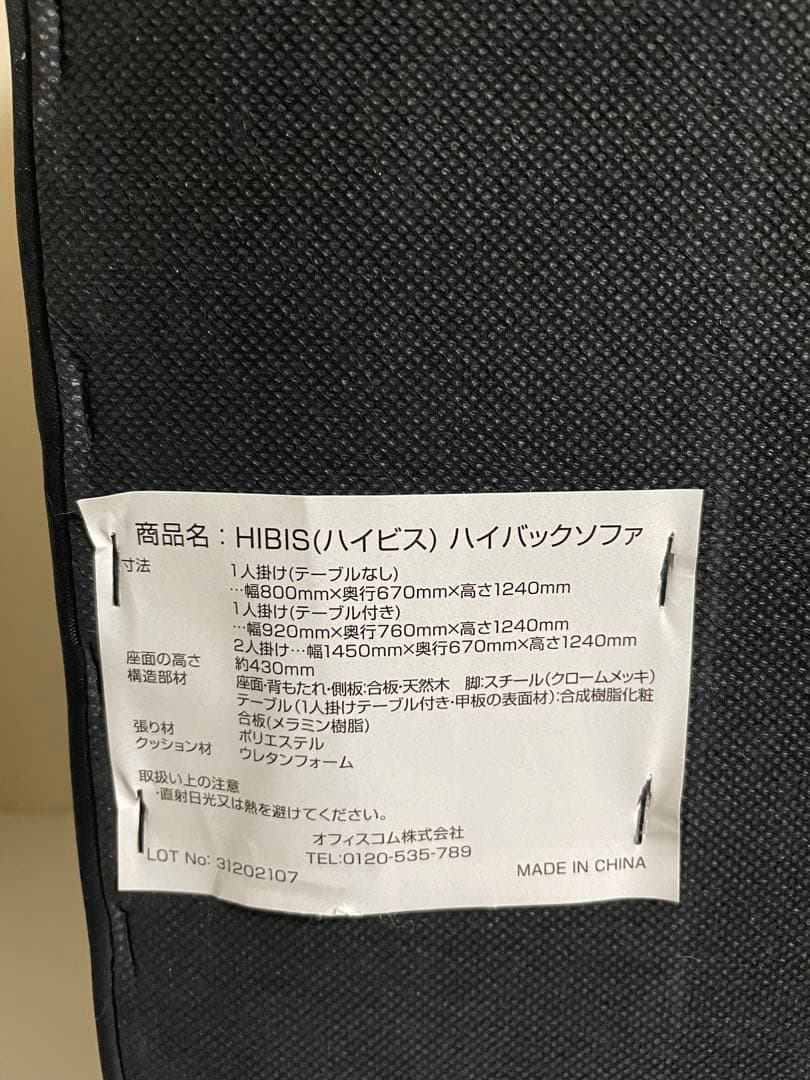 商品名：HIBIS(ハイビス) ハイバックソファ
寸法 1人掛け(テーブルなし)
…幅800mm×奥行670mm×高さ1240mm
1人掛け(テーブル付き)
…幅920mm×奥行760mm×高さ1240mm
2人掛け…幅1450mm×奥行670mm×高さ1240mm
座面の高さ 約430mm
構造部材 座面・背もたれ・側板:合板・天然木 脚:スチール(クロームメッキ)
テーブル(1人掛けテーブル付き・甲板の表面材):合成樹脂化粧
合板(メラミン樹脂)
張り材 ポリエステル
クッション材 ウレタンフォーム
取扱い上の注意
・直射日光又は熱を避けてください。
オフィスコム株式会社
TEL:0120-535-789
LOT No: 31202107
MADE IN CHINA